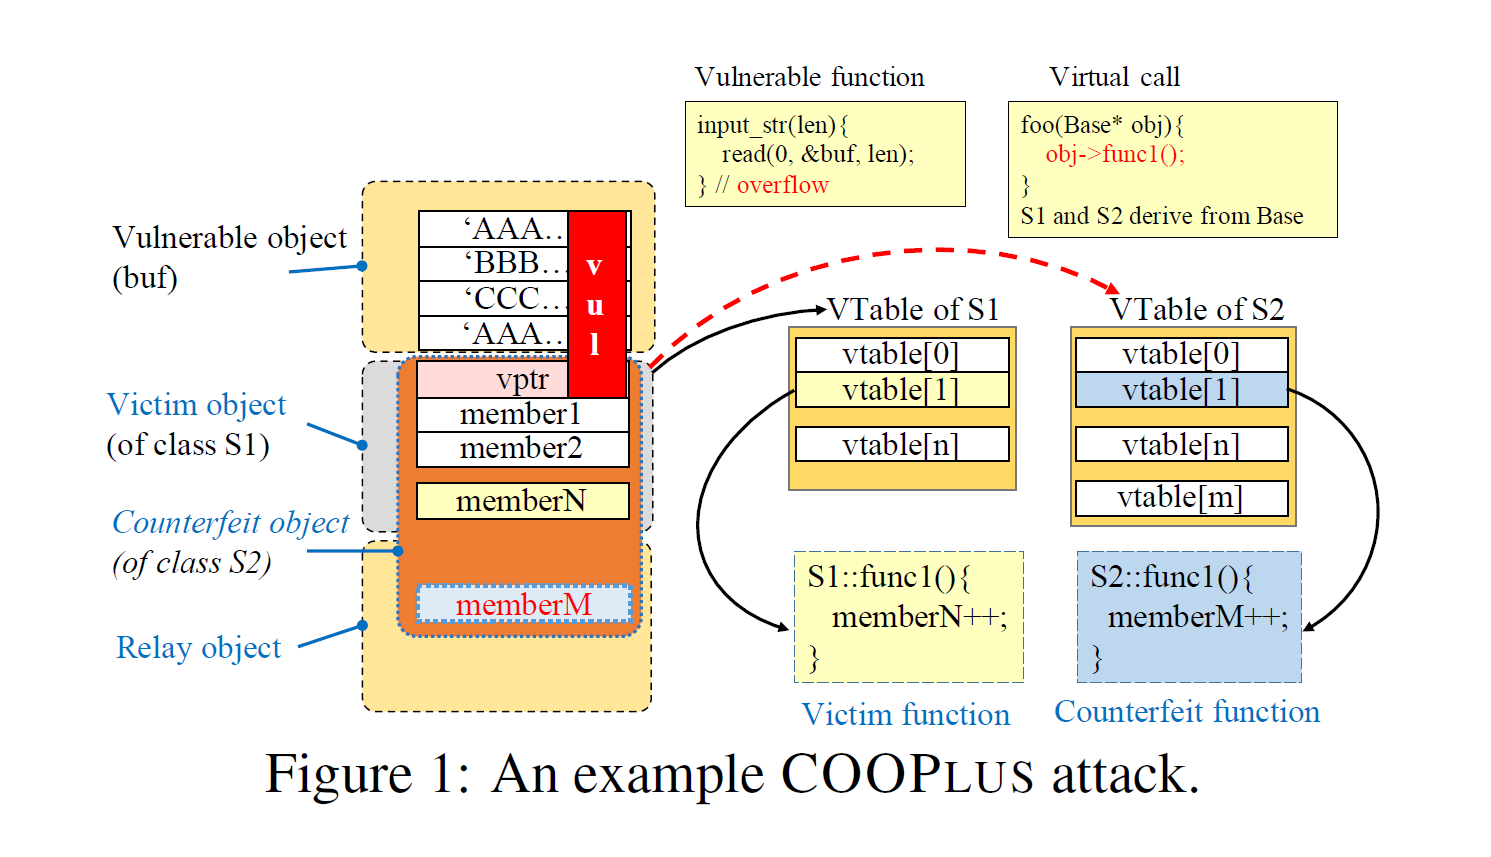 Vulnerable function
input_str(len){
read(0, &buf, len);
} // overflow
Virtual call
foo(Base* obj){
obj->func1();
}
S1 and S2 derive from Base
Vulnerable object
(buf)
Victim object
(of class S1)
Counterfeit object
(of class S2)
Relay object
‘AAA…
‘BBB…
‘CCC…
‘AAA…
v
u
l
vptr
member1
member2
memberN
memberM
VTable of S1
vtable[0]
vtable[1]
vtable[n]
VTable of S2
vtable[0]
vtable[1]
vtable[n]
vtable[m]
S1::func1(){
memberN++;
}
Victim function
S2::func1(){
memberM++;
}
Counterfeit function
Figure 1: An example COOPLUS attack.